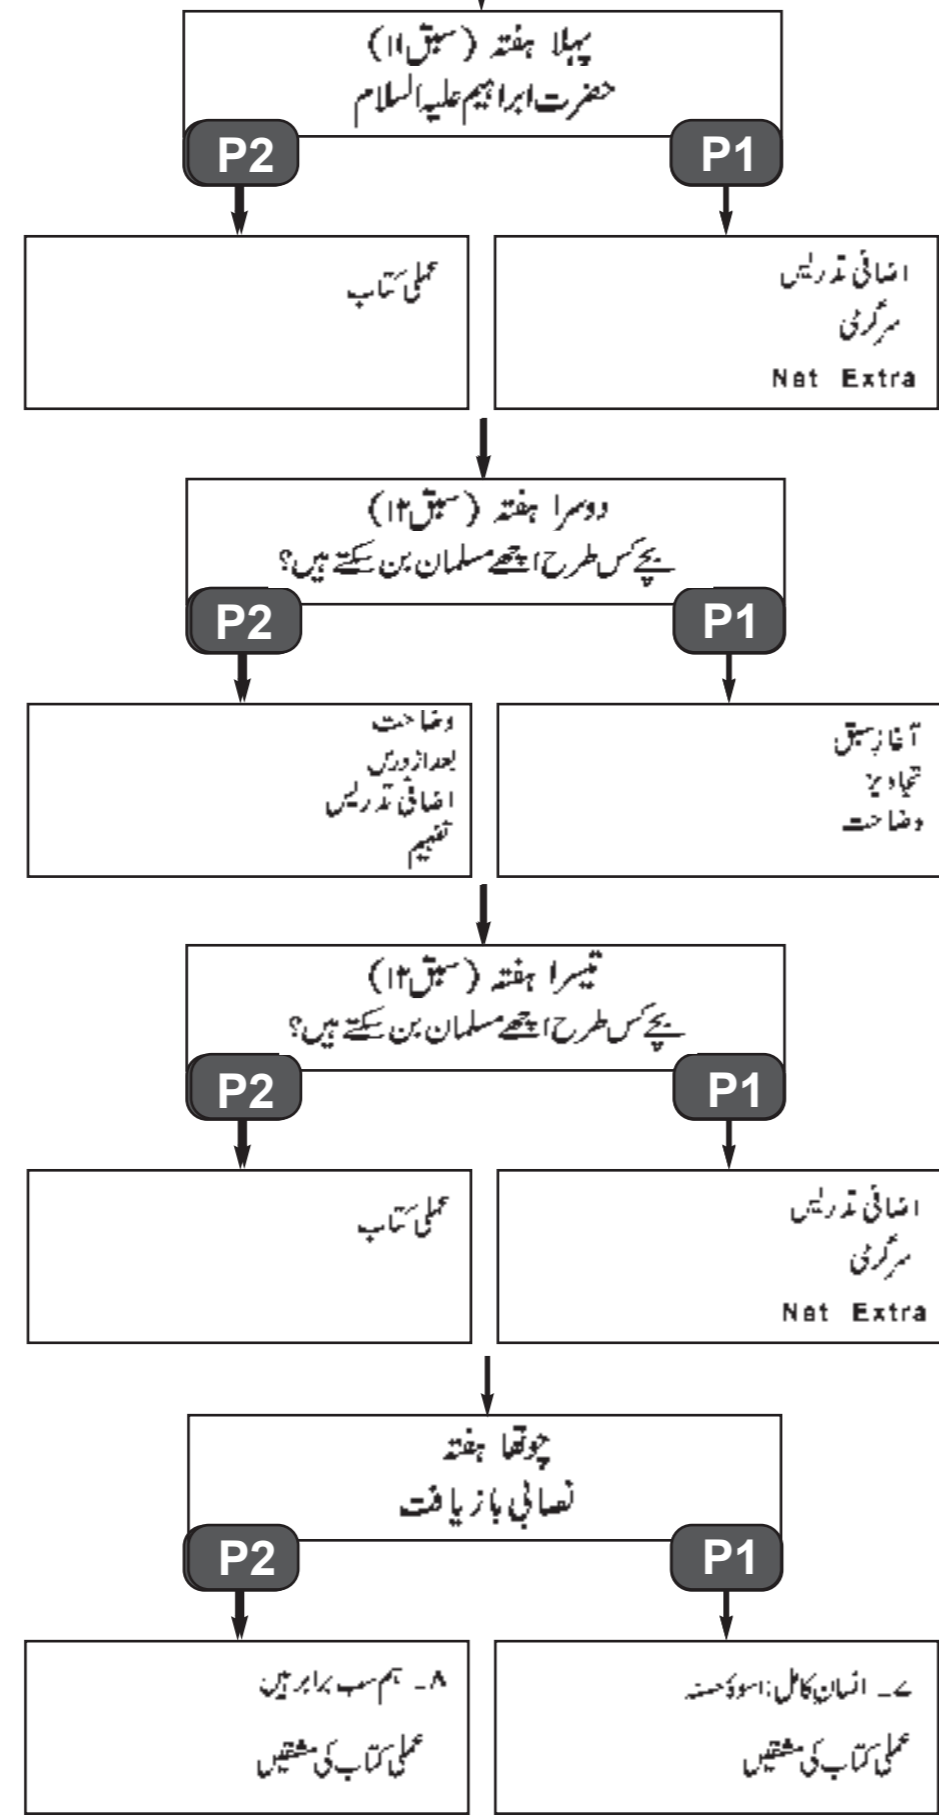 پہلا ہفتہ (سبق ۱۱)
حضرت ابراہیم علیہ السلام
P1
P2
اضافی تدریس
سرگرمی
Net Extra
عملی کتاب
دوسرا ہفتہ (سبق ۱۲)
بچے کس طرح اچھے مسلمان بن سکتے ہیں؟
P1
P2
آغازِ سبق
تجاویز
وضاحت
وضاحت
بعد از درس
اضافی تدریس
تفہیم
تیسرا ہفتہ (سبق ۱۲)
بچے کس طرح اچھے مسلمان بن سکتے ہیں؟
P1
P2
اضافی تدریس
سرگرمی
Net Extra
عملی کتاب
چوتھا ہفتہ
نصابی بازیافت
P1
P2
۷۔ انسانِ کامل: اسوۂ حسنہ
عملی کتاب کی مشقیں
۸۔ ہم سب برابر ہیں
عملی کتاب کی مشقیں